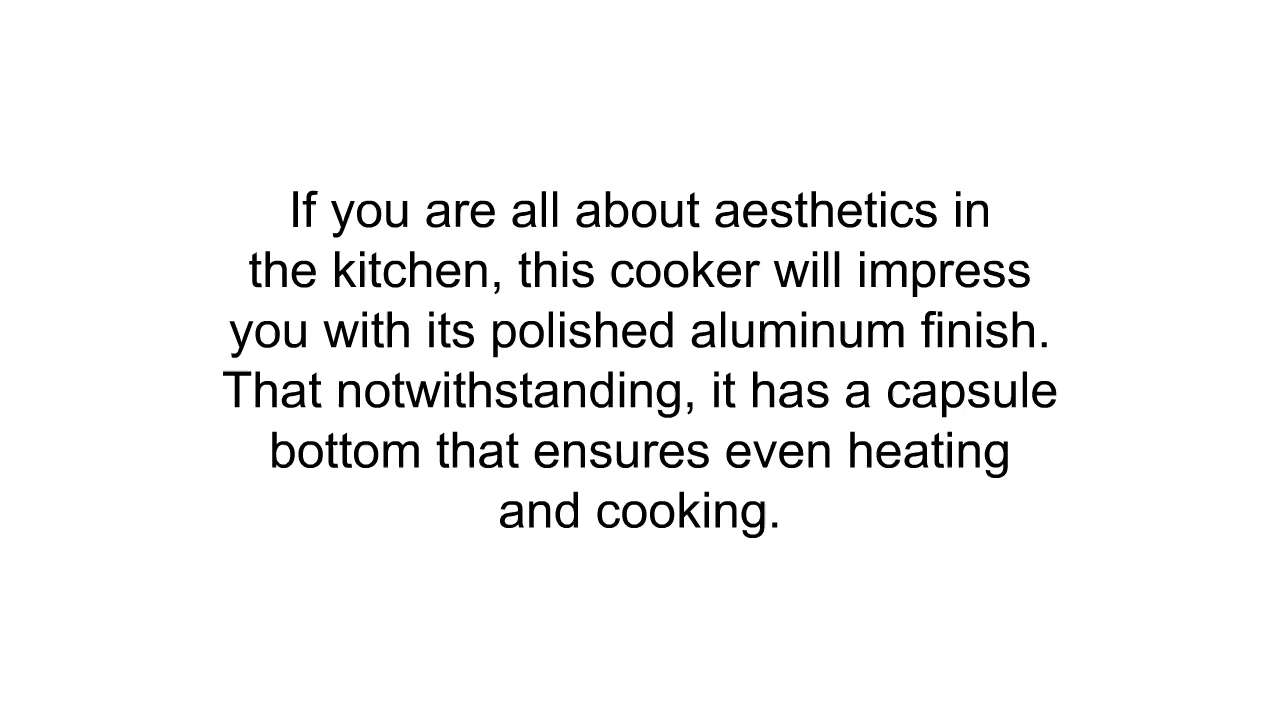 If you are all about aesthetics in
the kitchen, this cooker will impress
you with its polished aluminum finish.
That notwithstanding, it has a capsule
bottom that ensures even heating
and cooking.